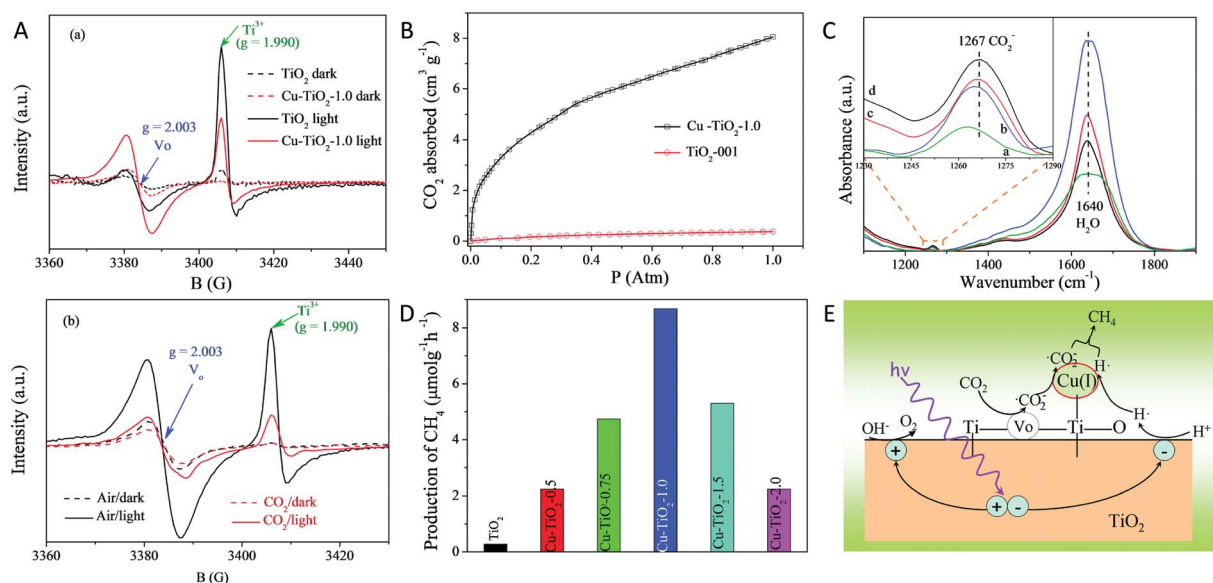 A
(a)
Ti3+
(g = 1.990)
TiO2 dark
Cu-TiO2-1.0 dark
TiO2 light
Cu-TiO2-1.0 light
g = 2.003
Vo
Intensity (a.u.)
3360 3380 3400 3420 3440
B (G)
B
8
6
4
2
0
CO2 absorbed (cm3 g-1)
Cu -TiO2-1.0
TiO2-001
0.0 0.2 0.4 0.6 0.8 1.0
P (Atm)
C
1267 CO2-
d
c
b
a
1230 1245 1260 1275 1290
1640
H2O
Absorbance (a.u.)
1200 1400 1600 1800
Wavenumber (cm-1)
(b)
Ti3+
(g = 1.990)
g = 2.003
Vo
Air/dark
Air/light
CO2/dark
CO2/light
Intensity (a.u.)
3360 3380 3400 3420
B (G)
D
8
6
4
2
0
Production of CH4 (μmolg-1h-1)
TiO2
Cu-TiO2-0.5
Cu-TiO-0.75
Cu-TiO2-1.0
Cu-TiO2-1.5
Cu-TiO2-2.0
E
CH4
·CO2- H·
hν
Cu(I)
CO2
·CO2-
H·
OH- O2
Ti Vo Ti O
H+
+ -
+ -
TiO2